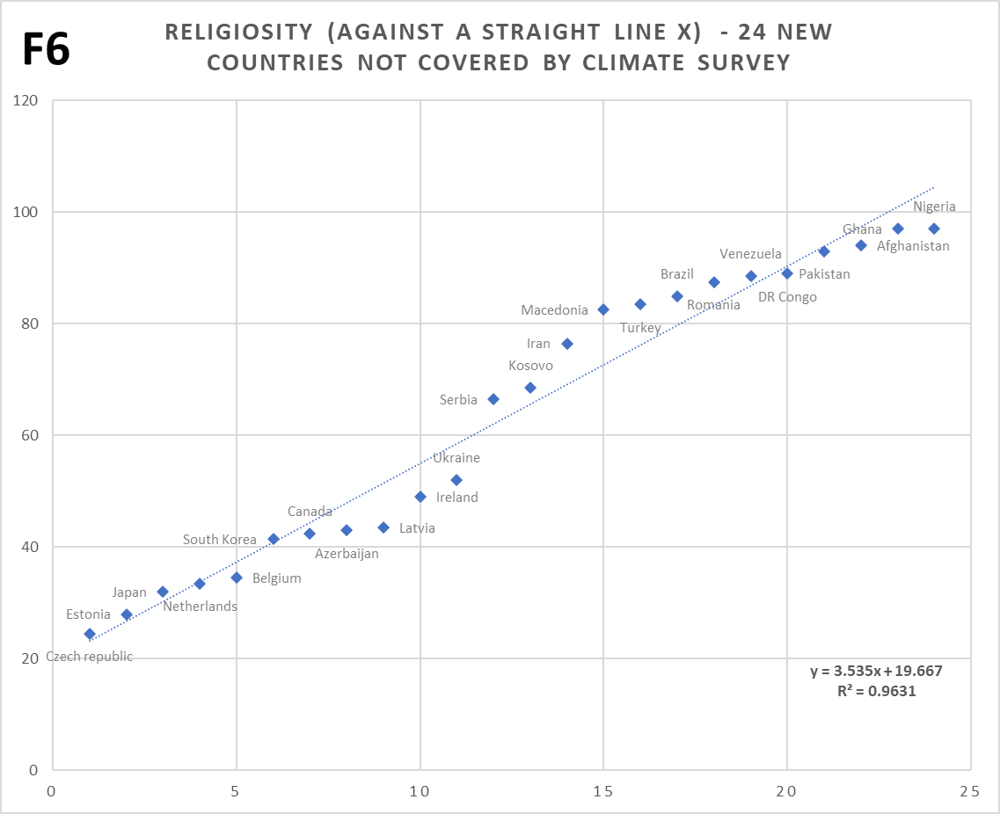 F6
RELIGIOSITY (AGAINST A STRAIGHT LINE X) - 24 NEW
COUNTRIES NOT COVERED BY CLIMATE SURVEY
120
100
80
60
40
20
0
0 5 10 15 20 25
Nigeria
Ghana
Afghanistan
Venezuela
Pakistan
Brazil
DR Congo
Romania
Macedonia
Turkey
Iran
Kosovo
Serbia
Ukraine
Ireland
Canada
Latvia
South Korea
Azerbaijan
Belgium
Japan
Netherlands
Estonia
Czech republic
y = 3.535x + 19.667
R² = 0.9631